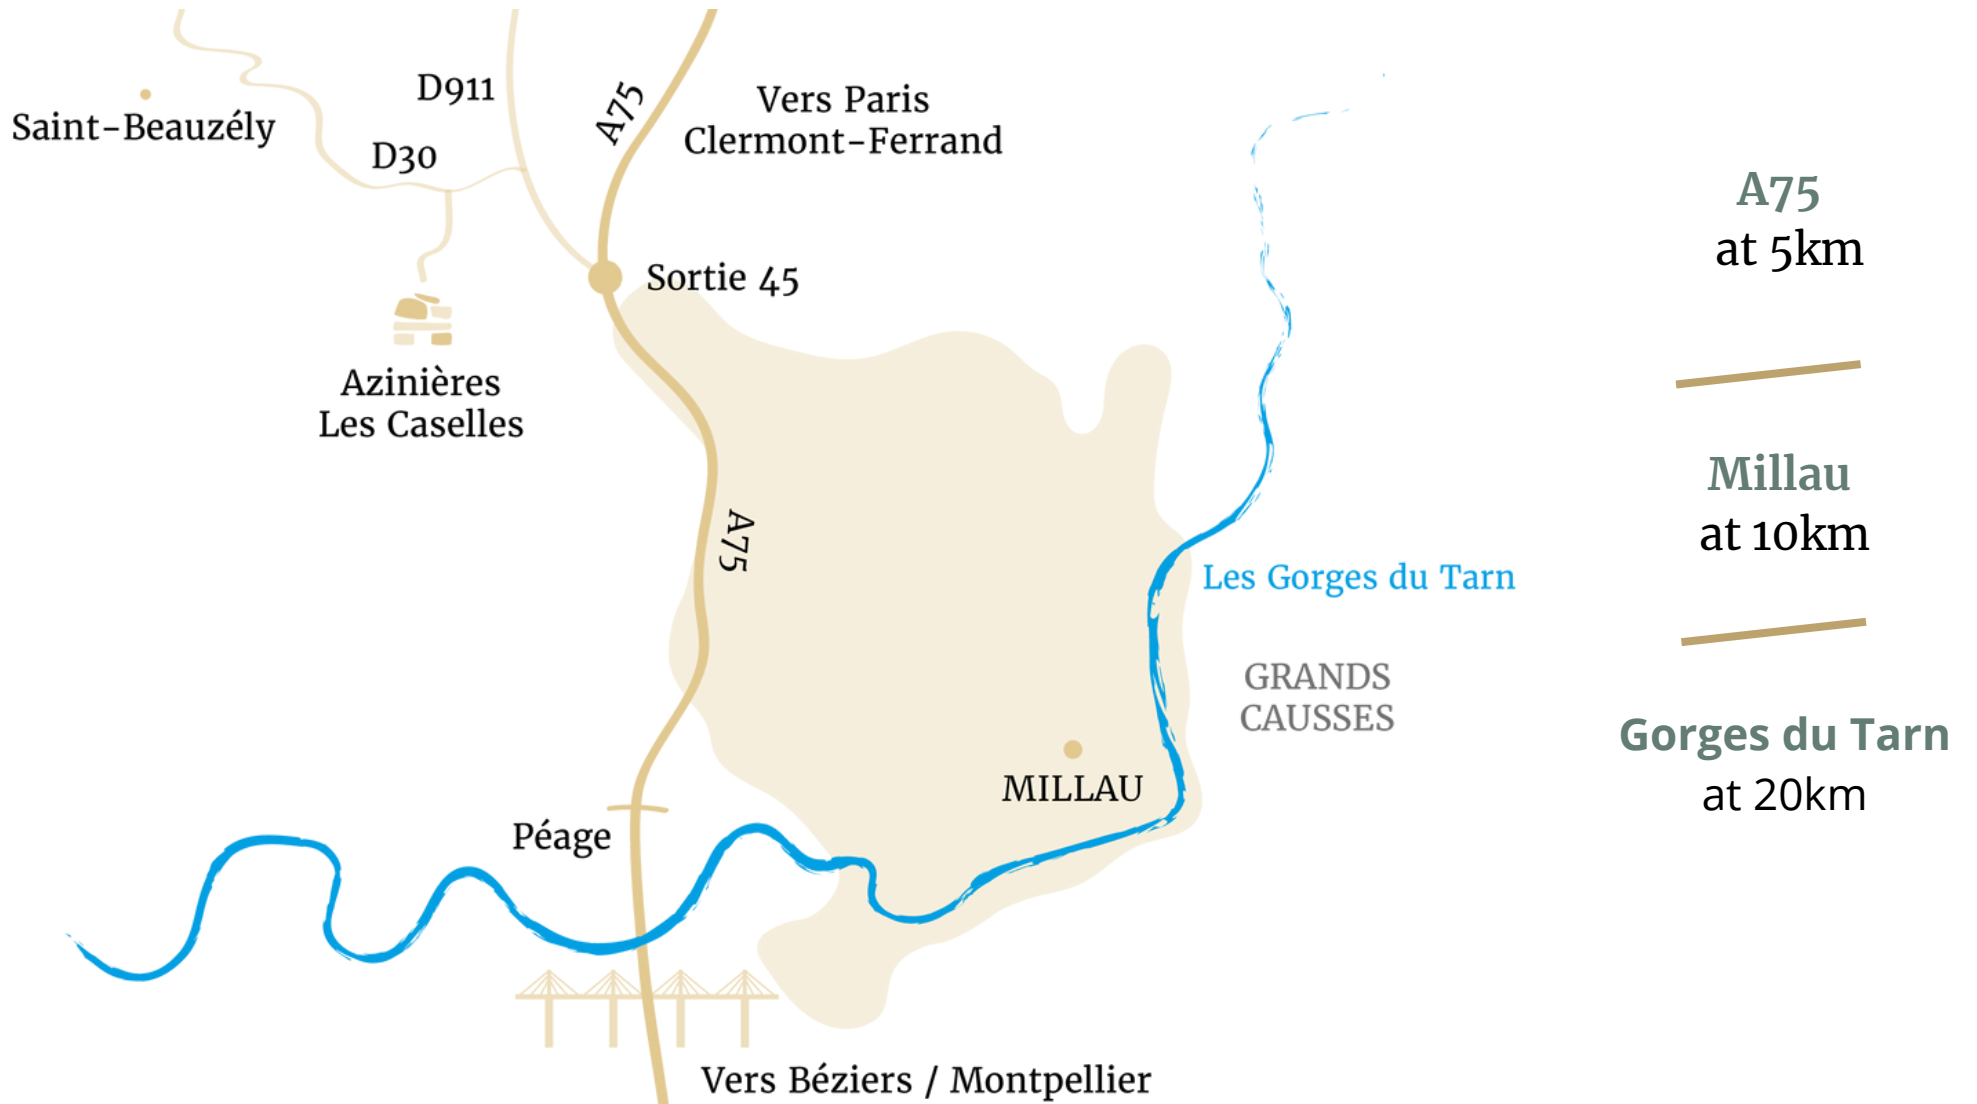 D911
A75
Vers Paris
Clermont-Ferrand
Saint-Beauzély
D30
Sortie 45
Azinières
Les Caselles
A75
Les Gorges du Tarn
GRANDS
CAUSSES
MILLAU
Péage
Vers Béziers / Montpellier
A75
at 5km
Millau
at 10km
Gorges du Tarn
at 20km